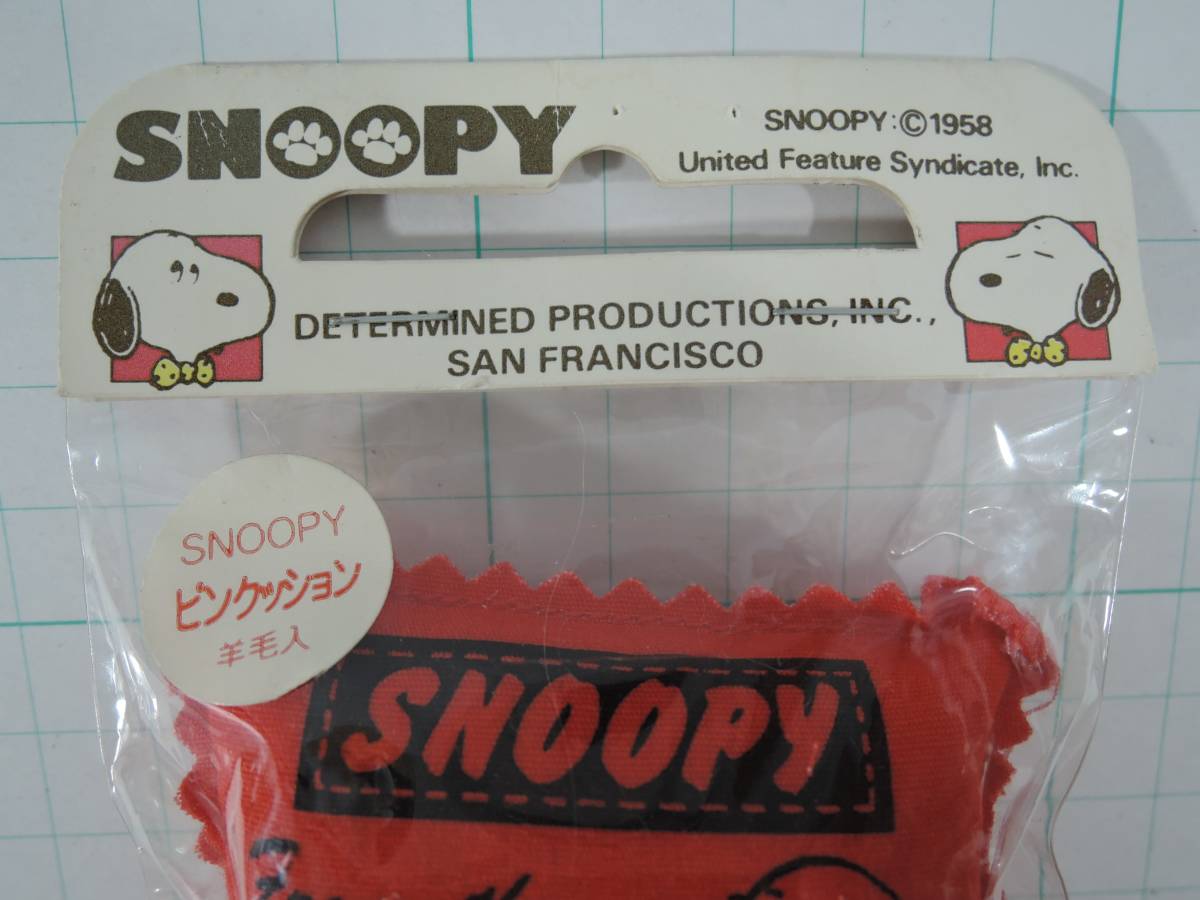 SNOOPY
SNOOPY:©1958
United Feature Syndicate, Inc.
DETERMINED PRODUCTIONS, INC.,
SAN FRANCISCO
SNOOPY
ピンクッション
羊毛入
SNOOPY